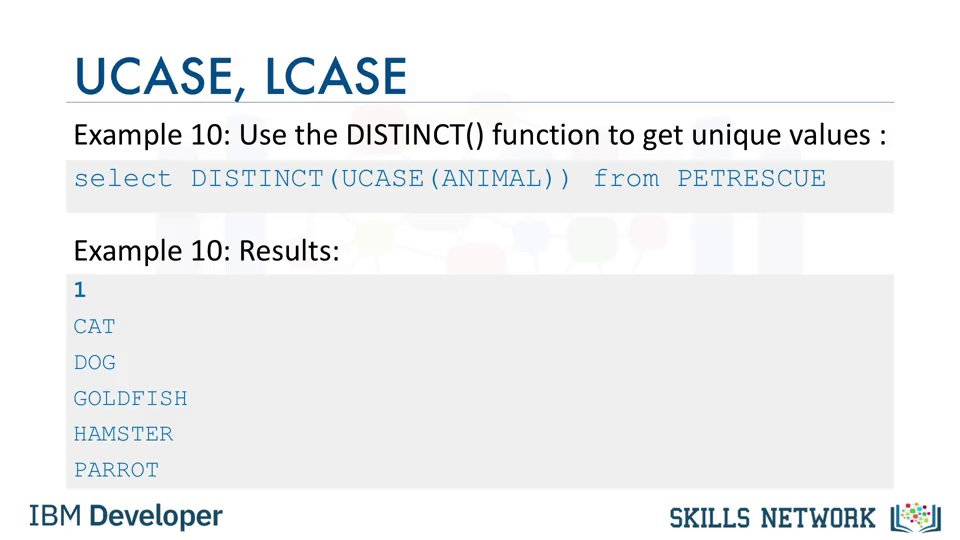 UCASE, LCASE
Example 10: Use the DISTINCT() function to get unique values :
select DISTINCT(UCASE(ANIMAL)) from PETRESCUE
Example 10: Results:
1
CAT
DOG
GOLDFISH
HAMSTER
PARROT
IBM Developer
SKILLS NETWORK